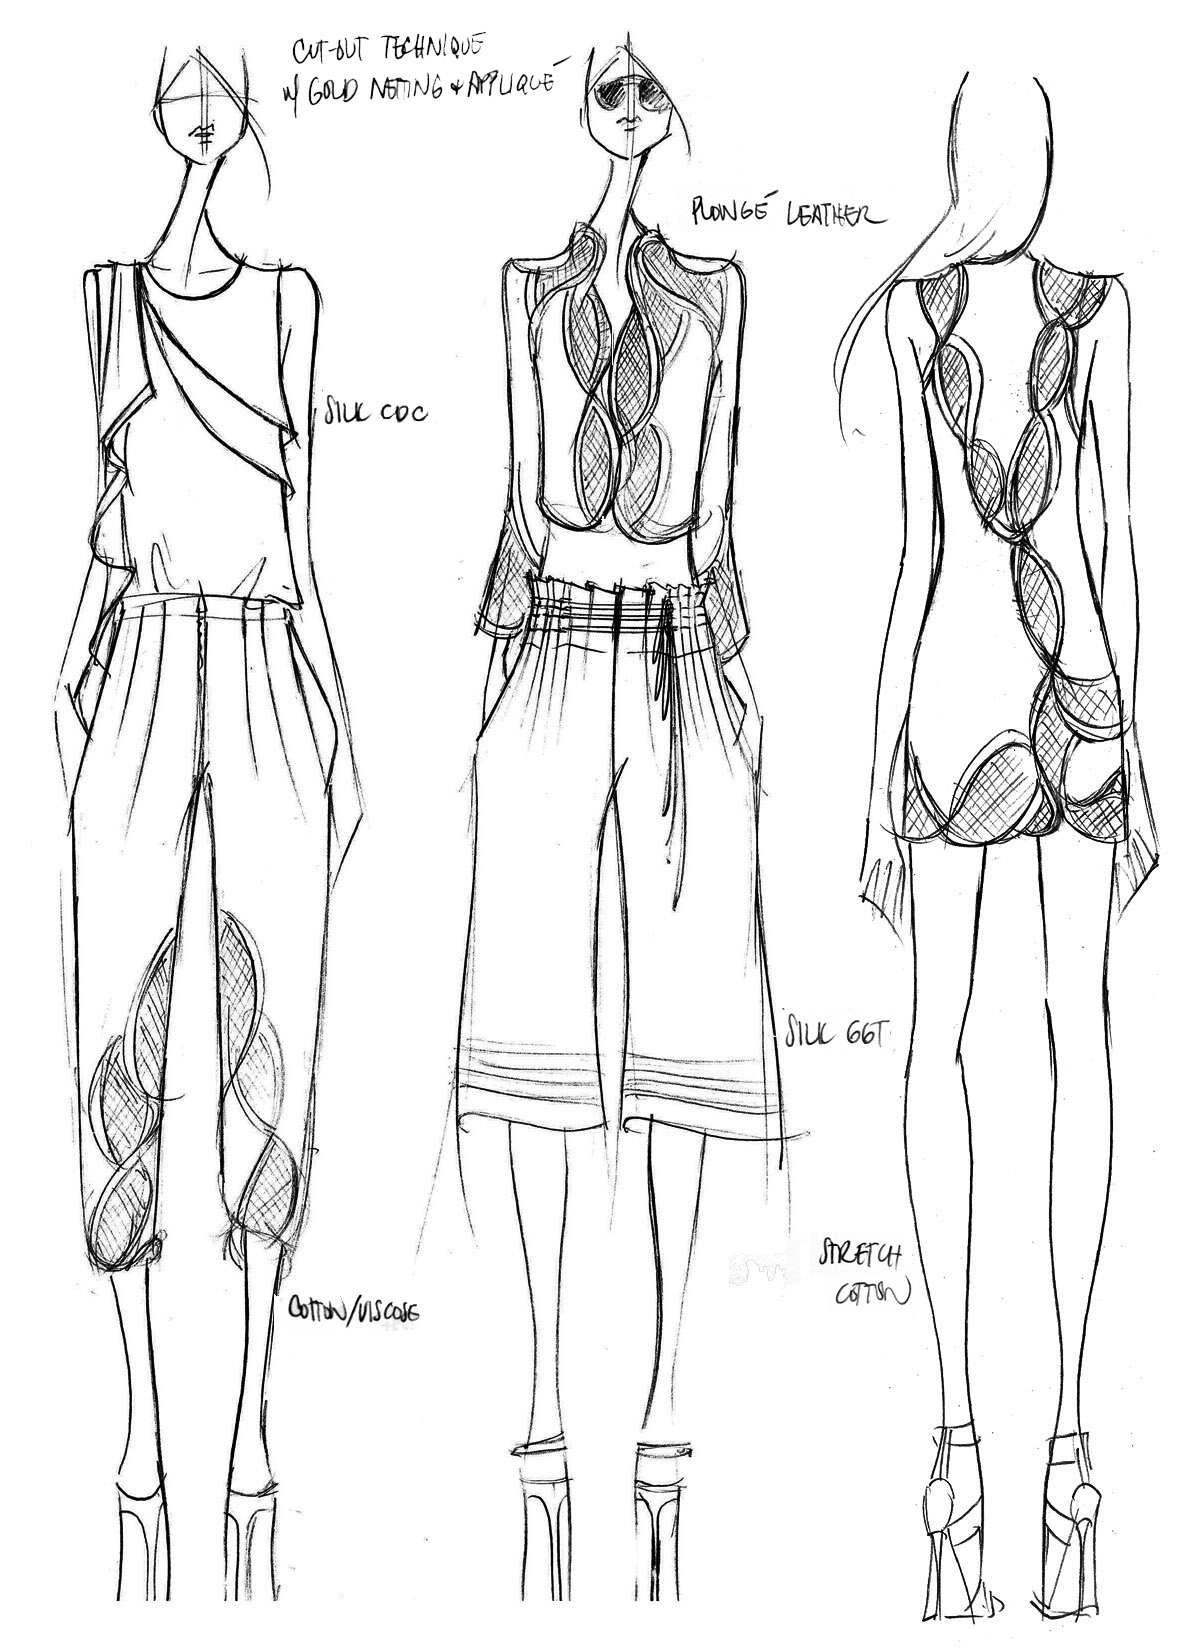 CUT-OUT TECHNIQUE
W/ GOLD NETTING + APPLIQUÉ
PLONGÉ LEATHER
SILK CDC
SILK GGT
STRETCH
COTTON
COTTON/VISCOSE